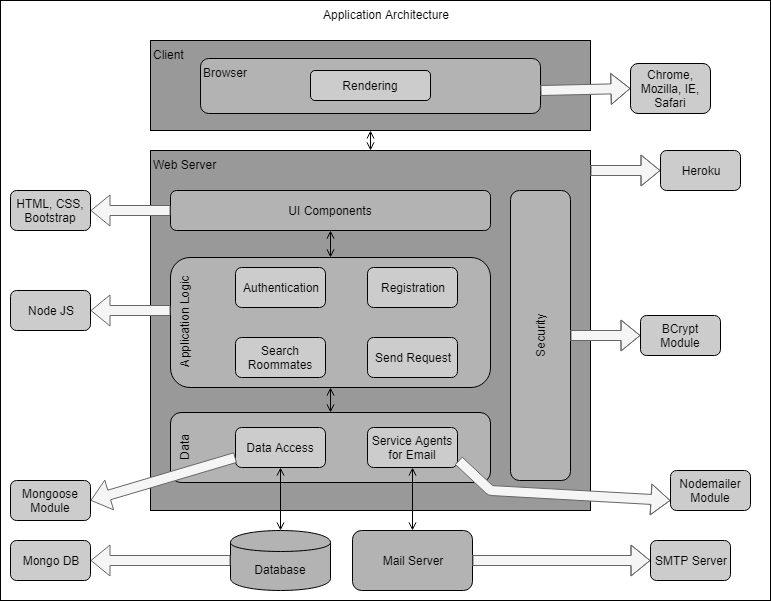 Application Architecture
Client
Browser
Rendering
Chrome,
Mozilla, IE,
Safari
Web Server
Heroku
HTML, CSS,
Bootstrap
UI Components
Application Logic
Authentication
Registration
Node JS
Security
BCrypt
Module
Search
Roommates
Send Request
Data
Data Access
Service Agents
for Email
Mongoose
Module
Nodemailer
Module
Mongo DB
Database
Mail Server
SMTP Server